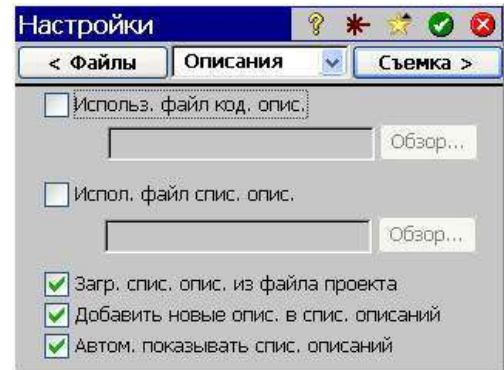 Настройки
< Файлы Описания Съемка >
Использ. файл код. опис.
Обзор...
Испол. файл спис. опис.
Обзор...
Загр. спис. опис. из файла проекта
Добавить новые опис. в спис. описаний
Автом. показывать спис. описаний